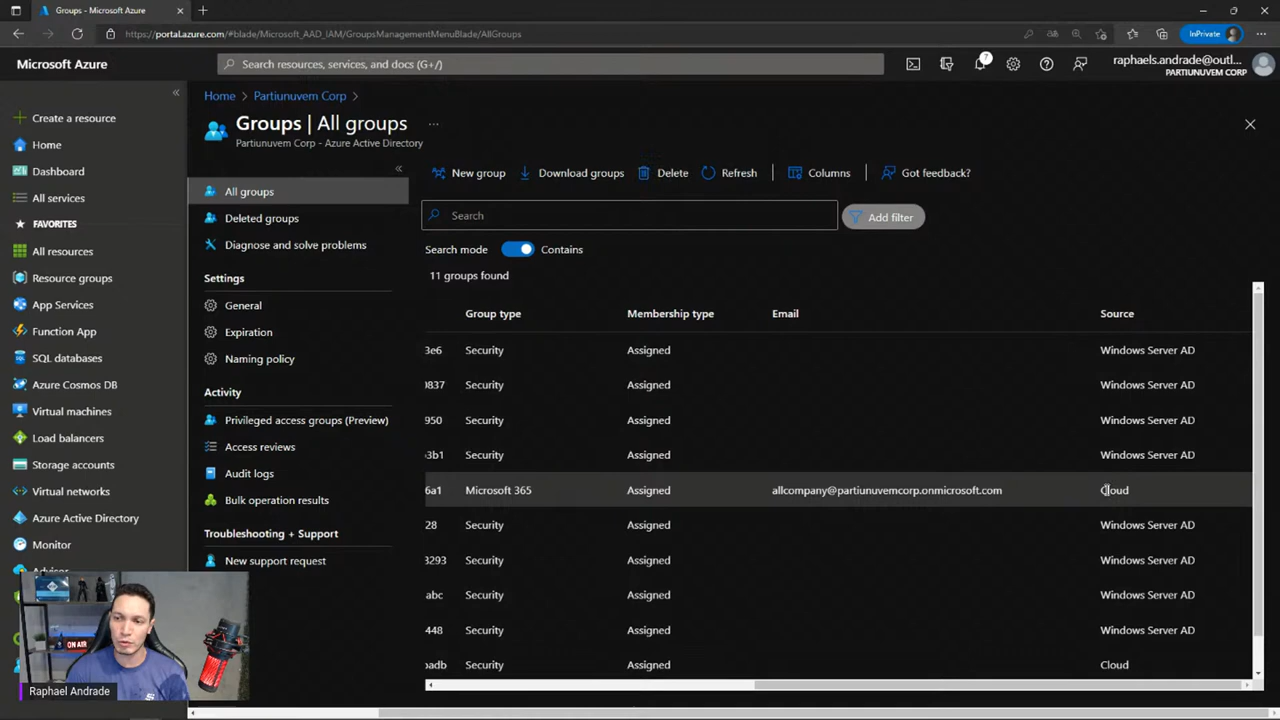 Groups - Microsoft Azure
https://portal.azure.com/#blade/Microsoft_AAD_IAM/GroupsManagementMenuBlade/AllGroups
InPrivate
Microsoft Azure
Search resources, services, and docs (G+/)
7
raphaels.andrade@outl...
PARTIUNUVEM CORP
Home > Partiunuvem Corp >
Groups | All groups ...
Partiunuvem Corp - Azure Active Directory
Create a resource
Home
Dashboard
All services
FAVORITES
All resources
Resource groups
App Services
Function App
SQL databases
Azure Cosmos DB
Virtual machines
Load balancers
Storage accounts
Virtual networks
Azure Active Directory
Monitor
All groups
Deleted groups
Diagnose and solve problems
Settings
General
Expiration
Naming policy
Activity
Privileged access groups (Preview)
Access reviews
Audit logs
Bulk operation results
Troubleshooting + Support
New support request
New group
Download groups
Delete
Refresh
Columns
Got feedback?
Search
Add filter
Search mode
Contains
11 groups found
Group type Membership type Email Source
3e6 Security Assigned Windows Server AD
0837 Security Assigned Windows Server AD
950 Security Assigned Windows Server AD
3b1 Security Assigned Windows Server AD
6a1 Microsoft 365 Assigned allcompany@partiunuvemcorp.onmicrosoft.com Cloud
28 Security Assigned Windows Server AD
3293 Security Assigned Windows Server AD
abc Security Assigned Windows Server AD
448 Security Assigned Windows Server AD
adb Security Assigned Cloud
ON AIR
Raphael Andrade